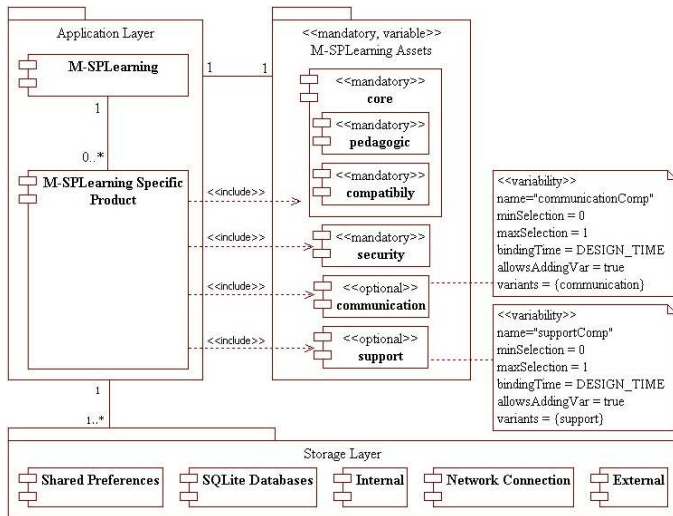 Application Layer
M-SPLearning
1
0..*
M-SPLearning Specific
Product
1
1
<<mandatory, variable>>
M-SPLearning Assets
<<mandatory>>
core
<<mandatory>>
pedagogic
<<mandatory>>
compatibily
<<include>>
<<mandatory>>
security
<<include>>
<<optional>>
communication
<<include>>
<<optional>>
support
<<include>>
<<variability>>
name="communicationComp"
minSelection = 0
maxSelection = 1
bindingTime = DESIGN_TIME
allowsAddingVar = true
variants = {communication}
<<variability>>
name="supportComp"
minSelection = 0
maxSelection = 1
bindingTime = DESIGN_TIME
allowsAddingVar = true
variants = {support}
1
1..*
Storage Layer
Shared Preferences
SQLite Databases
Internal
Network Connection
External